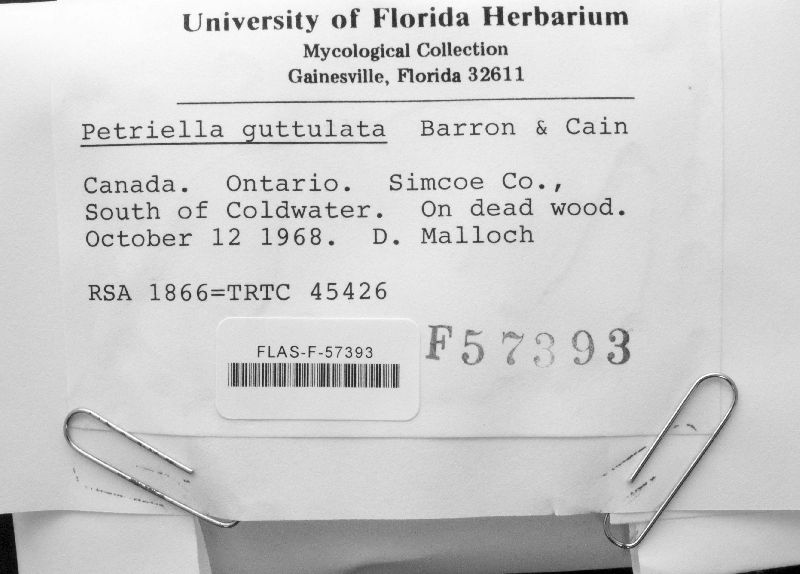 University of Florida Herbarium
Mycological Collection
Gainesville, Florida 32611
Petriella guttulata Barron & Cain
Canada. Ontario. Simcoe Co.,
South of Coldwater. On dead wood.
October 12 1968. D. Malloch
RSA 1866=TRTC 45426
FLAS-F-57393
F57393